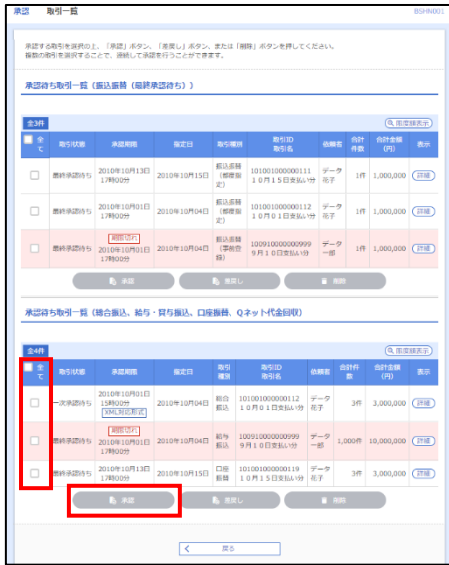 承認 取引一覧 BSHN001
承認する取引を選択の上、「承認」ボタン、「差戻し」ボタン、または「削除」ボタンを押してください。
複数の取引を選択することで、連続して承認を行うことができます。
承認待ち取引一覧（振込振替（最終承認待ち））
全3件
限度額表示
全て 取引状態 承認期限 指定日 取引種別 取引ID 取引名 依頼者 合計件数 合計金額(円) 表示
最終承認待ち 2010年10月13日 17時00分 2010年10月15日 振込振替（都度指定） 101001000000111 10月15日支払い分 データ花子 1件 1,000,000 詳細
最終承認待ち 2010年10月01日 17時00分 2010年10月04日 振込振替（都度指定） 101001000000112 10月01日支払い分 データ花子 1件 1,000,000 詳細
最終承認待ち 期限切れ 2010年10月01日 17時00分 2010年10月04日 振込振替（事前登録） 100910000000999 9月10日支払い分 データ一郎 1件 1,000,000 詳細
承認 差戻し 削除
承認待ち取引一覧（総合振込、給与・賞与振込、口座振替、Qネット代金回収）
全4件
限度額表示
全て 取引状態 承認期限 指定日 取引種別 取引ID 取引名 依頼者 合計件数 合計金額(円) 表示
一次承認待ち 2010年10月01日 15時00分 XML対応形式 2010年10月04日 総合振込 101001000000112 10月01日支払い分 データ花子 3件 3,000,000 詳細
最終承認待ち 期限切れ 2010年10月01日 17時00分 2010年10月04日 給与振込 100910000000999 9月10日支払い分 データ一郎 1,000件 10,000,000 詳細
最終承認待ち 2010年10月13日 17時00分 2010年10月15日 口座振替 101001000000119 10月15日支払い分 データ花子 3件 3,000,000 詳細
承認 差戻し 削除
戻る